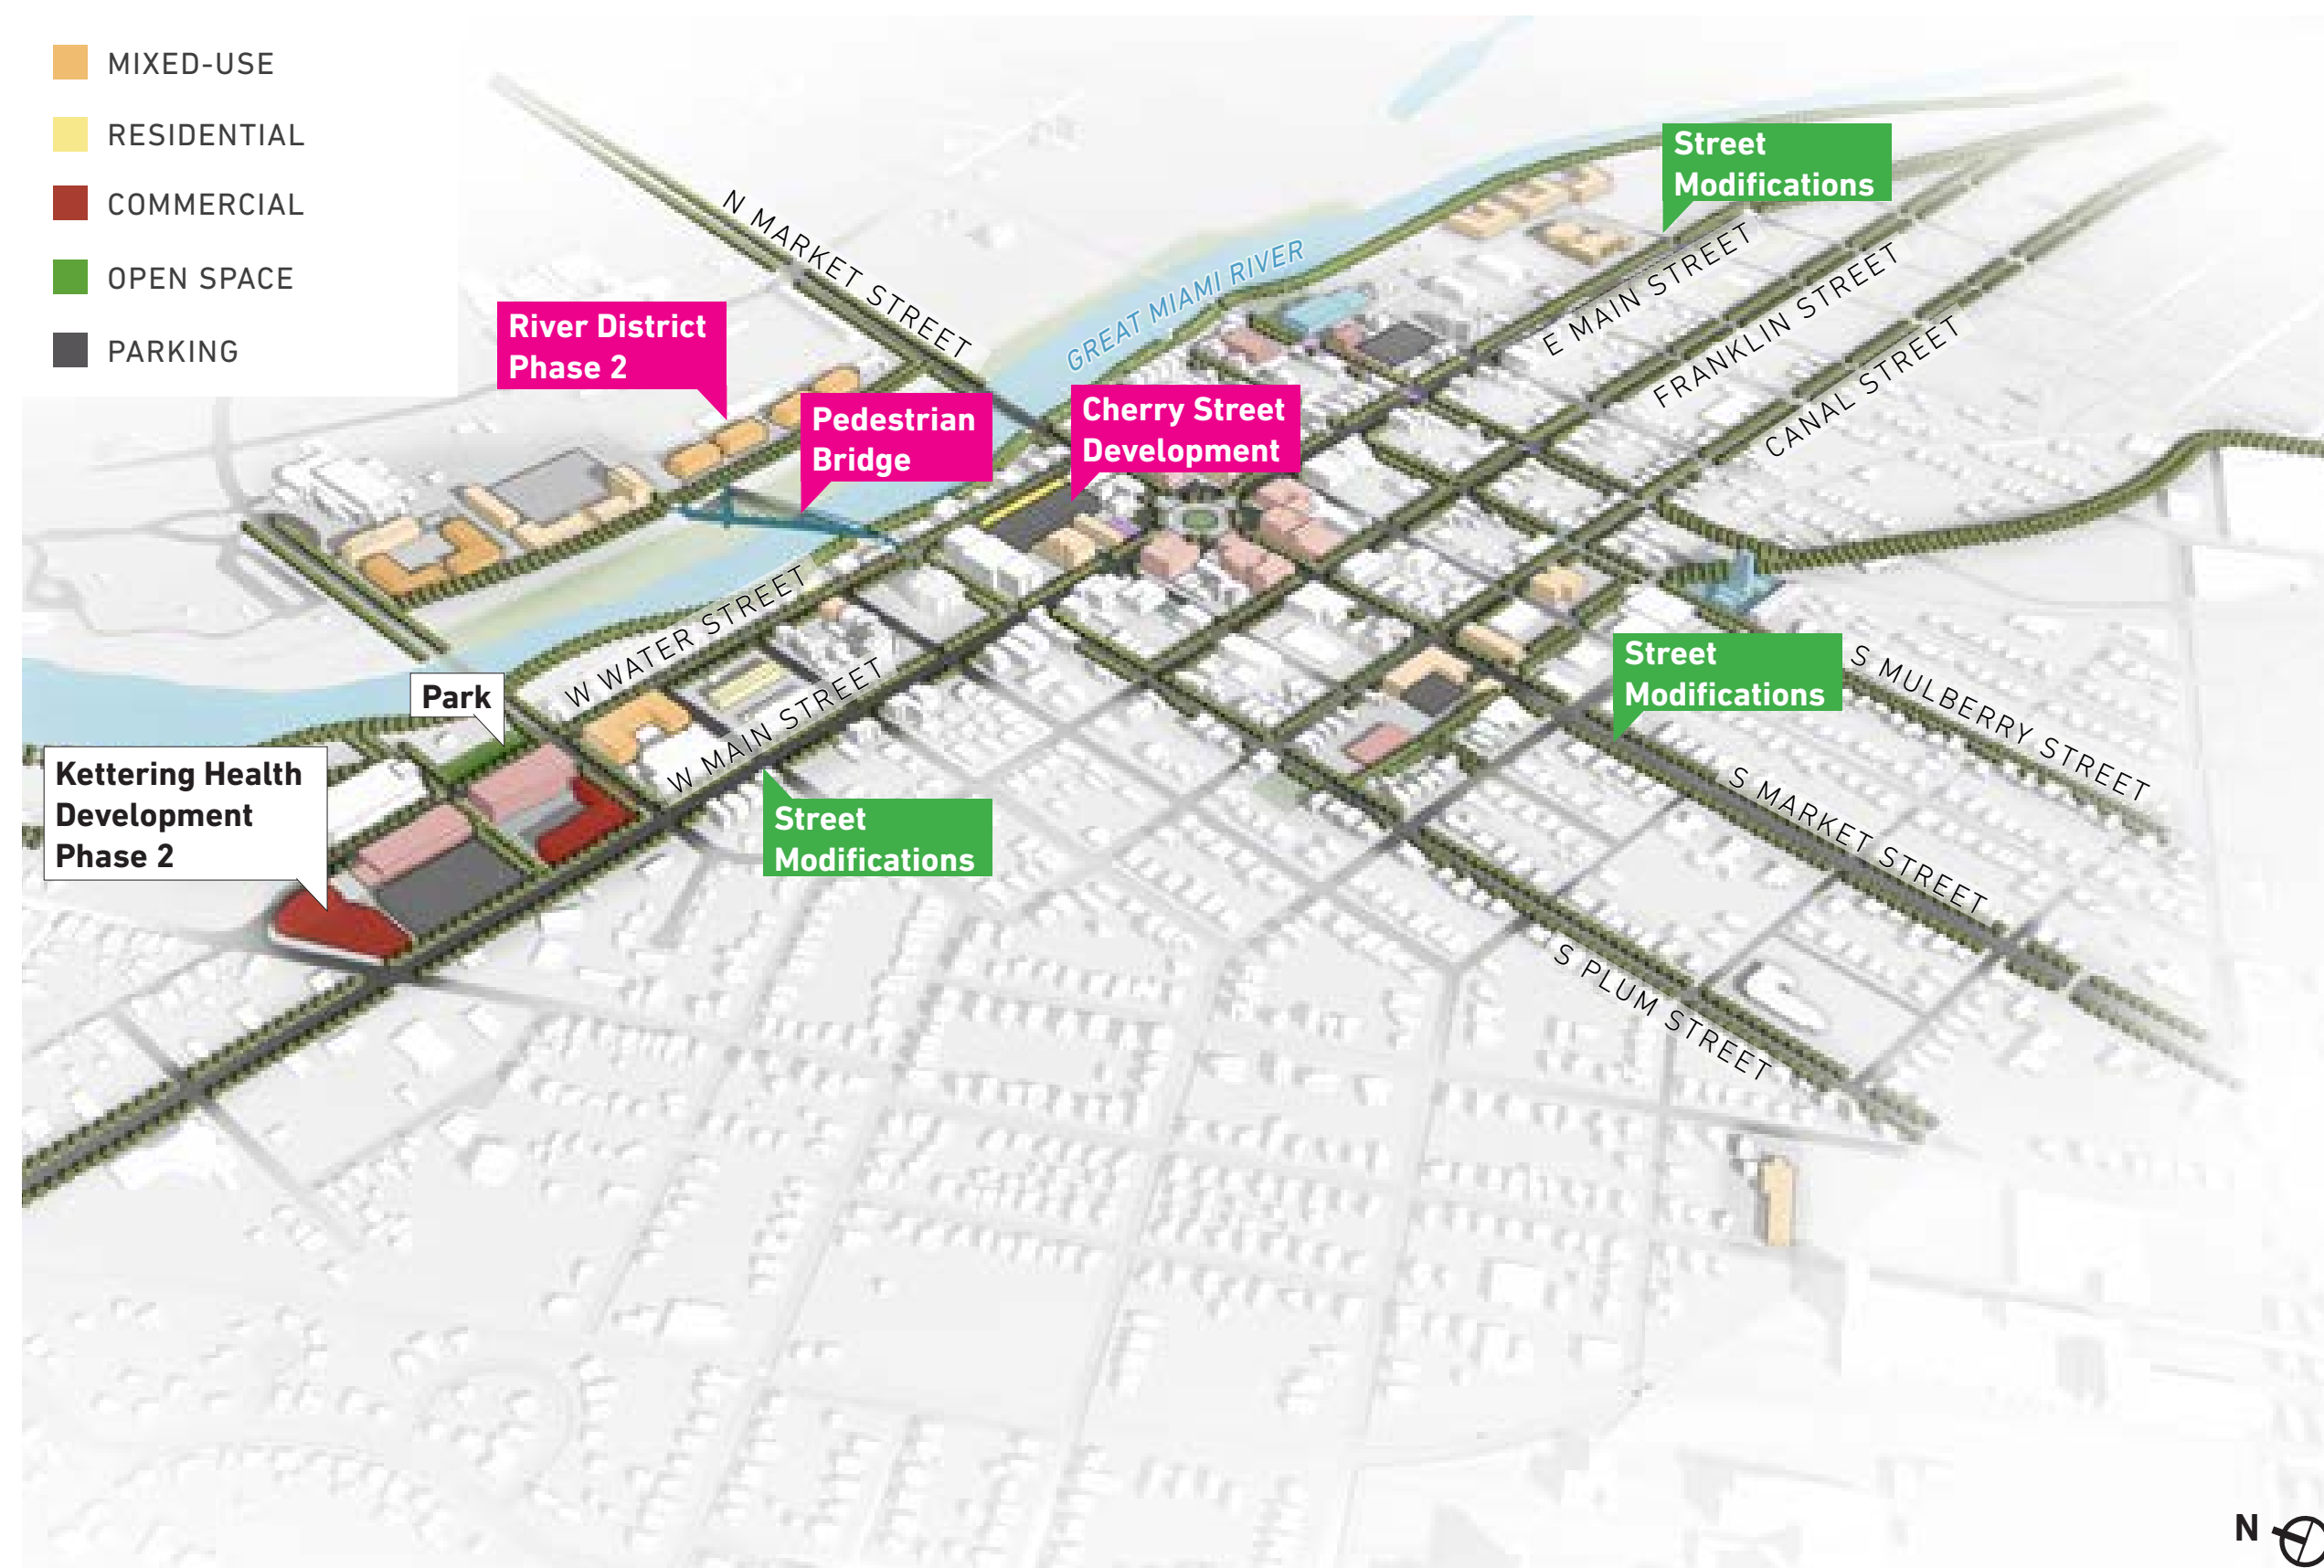 MIXED-USE
RESIDENTIAL
COMMERCIAL
OPEN SPACE
PARKING
Street
Modifications
N MARKET STREET
GREAT MIAMI RIVER
E MAIN STREET
FRANKLIN STREET
CANAL STREET
River District
Phase 2
Pedestrian
Bridge
Cherry Street
Development
W WATER STREET
W MAIN STREET
Park
Street
Modifications
S MULBERRY STREET
S MARKET STREET
S PLUM STREET
Kettering Health
Development
Phase 2
Street
Modifications
N